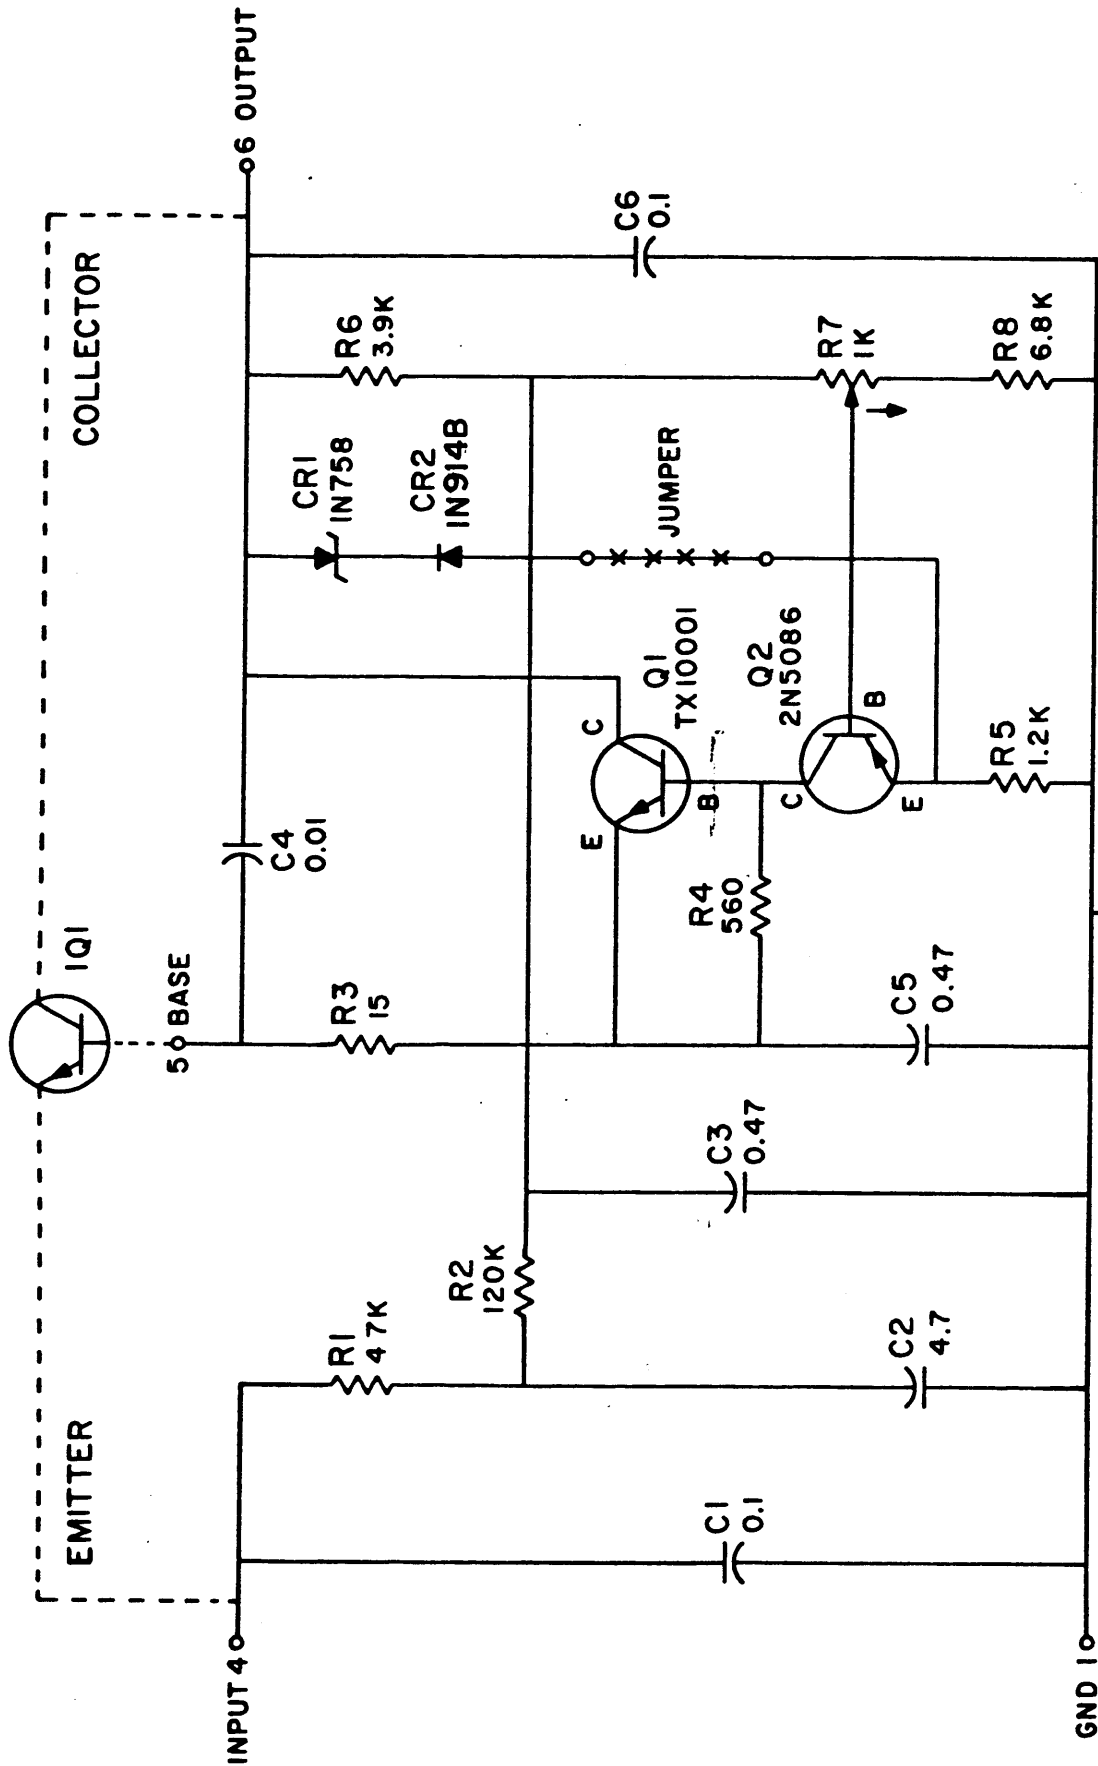 EMITTER
1Q1
COLLECTOR
INPUT 4
5 BASE
6 OUTPUT
R1
47K
R2
120K
R3
15
C4
0.01
CR1
1N758
CR2
1N914B
R6
3.9K
C1
0.1
C2
4.7
C3
0.47
C5
0.47
R4
560
E
C
B
Q1
TX10001
JUMPER
Q2
2N5086
C
B
E
R5
1.2K
R7
1K
R8
6.8K
C6
0.1
GND 1